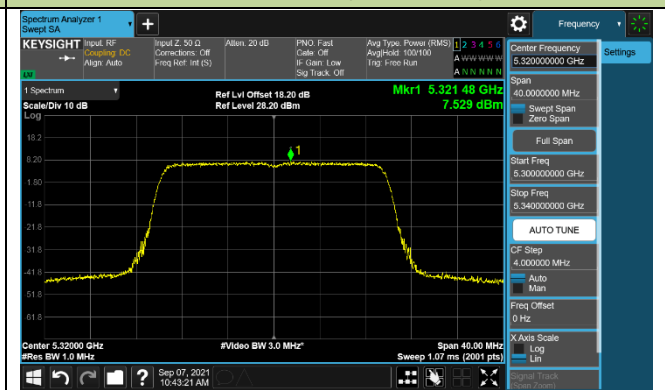 Spectrum Analyzer 1
Swept SA
+
Frequency
KEYSIGHT
Input: RF
Coupling: DC
Align: Auto
Input Z: 50 Ω
Corrections: Off
Freq Ref: Int (S)
Atten: 20 dB
PNO: Fast
Gate: Off
IF Gain: Low
Sig Track: Off
Avg Type: Power (RMS)
Avg|Hold: 100/100
Trig: Free Run
1 2 3 4 5 6
A W W W W W
A N N N N N
1 Spectrum
Scale/Div 10 dB
Log
Ref Lvl Offset 18.20 dB
Ref Level 28.20 dBm
Mkr1 5.321 48 GHz
7.529 dBm
18.2
8.20
-1.80
-11.8
-21.8
-31.8
-41.8
-51.8
-61.8
1
Center 5.32000 GHz
#Res BW 1.0 MHz
#Video BW 3.0 MHz*
Span 40.00 MHz
Sweep 1.07 ms (2001 pts)
Center Frequency
5.320000000 GHz
Settings
Span
40.0000000 MHz
Swept Span
Zero Span
Full Span
Start Freq
5.300000000 GHz
Stop Freq
5.340000000 GHz
AUTO TUNE
CF Step
4.000000 MHz
Auto
Man
Freq Offset
0 Hz
X Axis Scale
Log
Lin
Signal Track
(Span Zoom)
?
Sep 07, 2021
10:43:21 AM